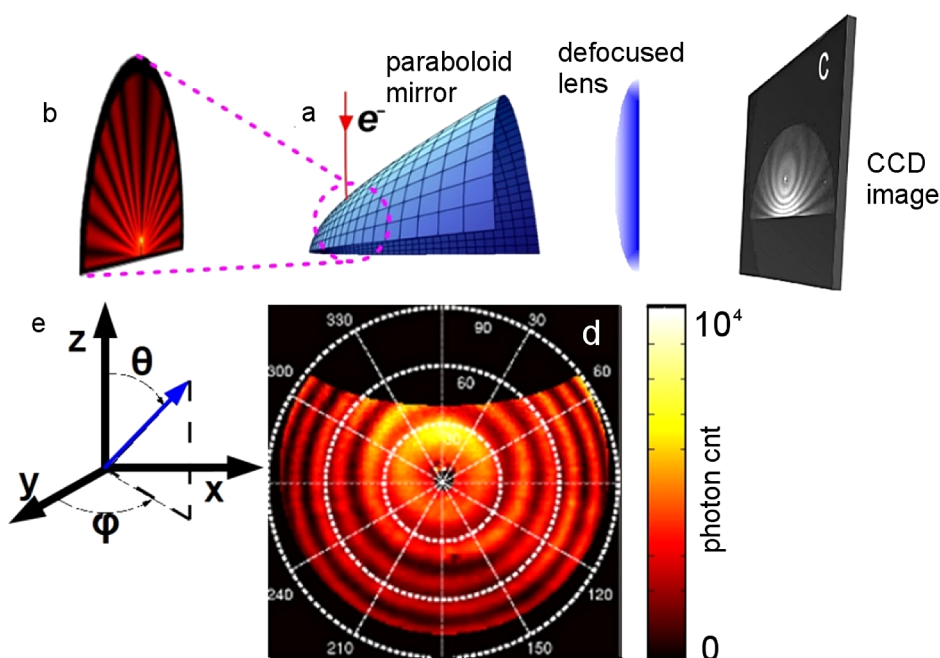 b
a
e⁻
paraboloid
mirror
defocused
lens
C
CCD
image
e
z
θ
y
x
φ
d
330
30
90
300
60
60
30
240
120
210
150
10⁴
photon cnt
0